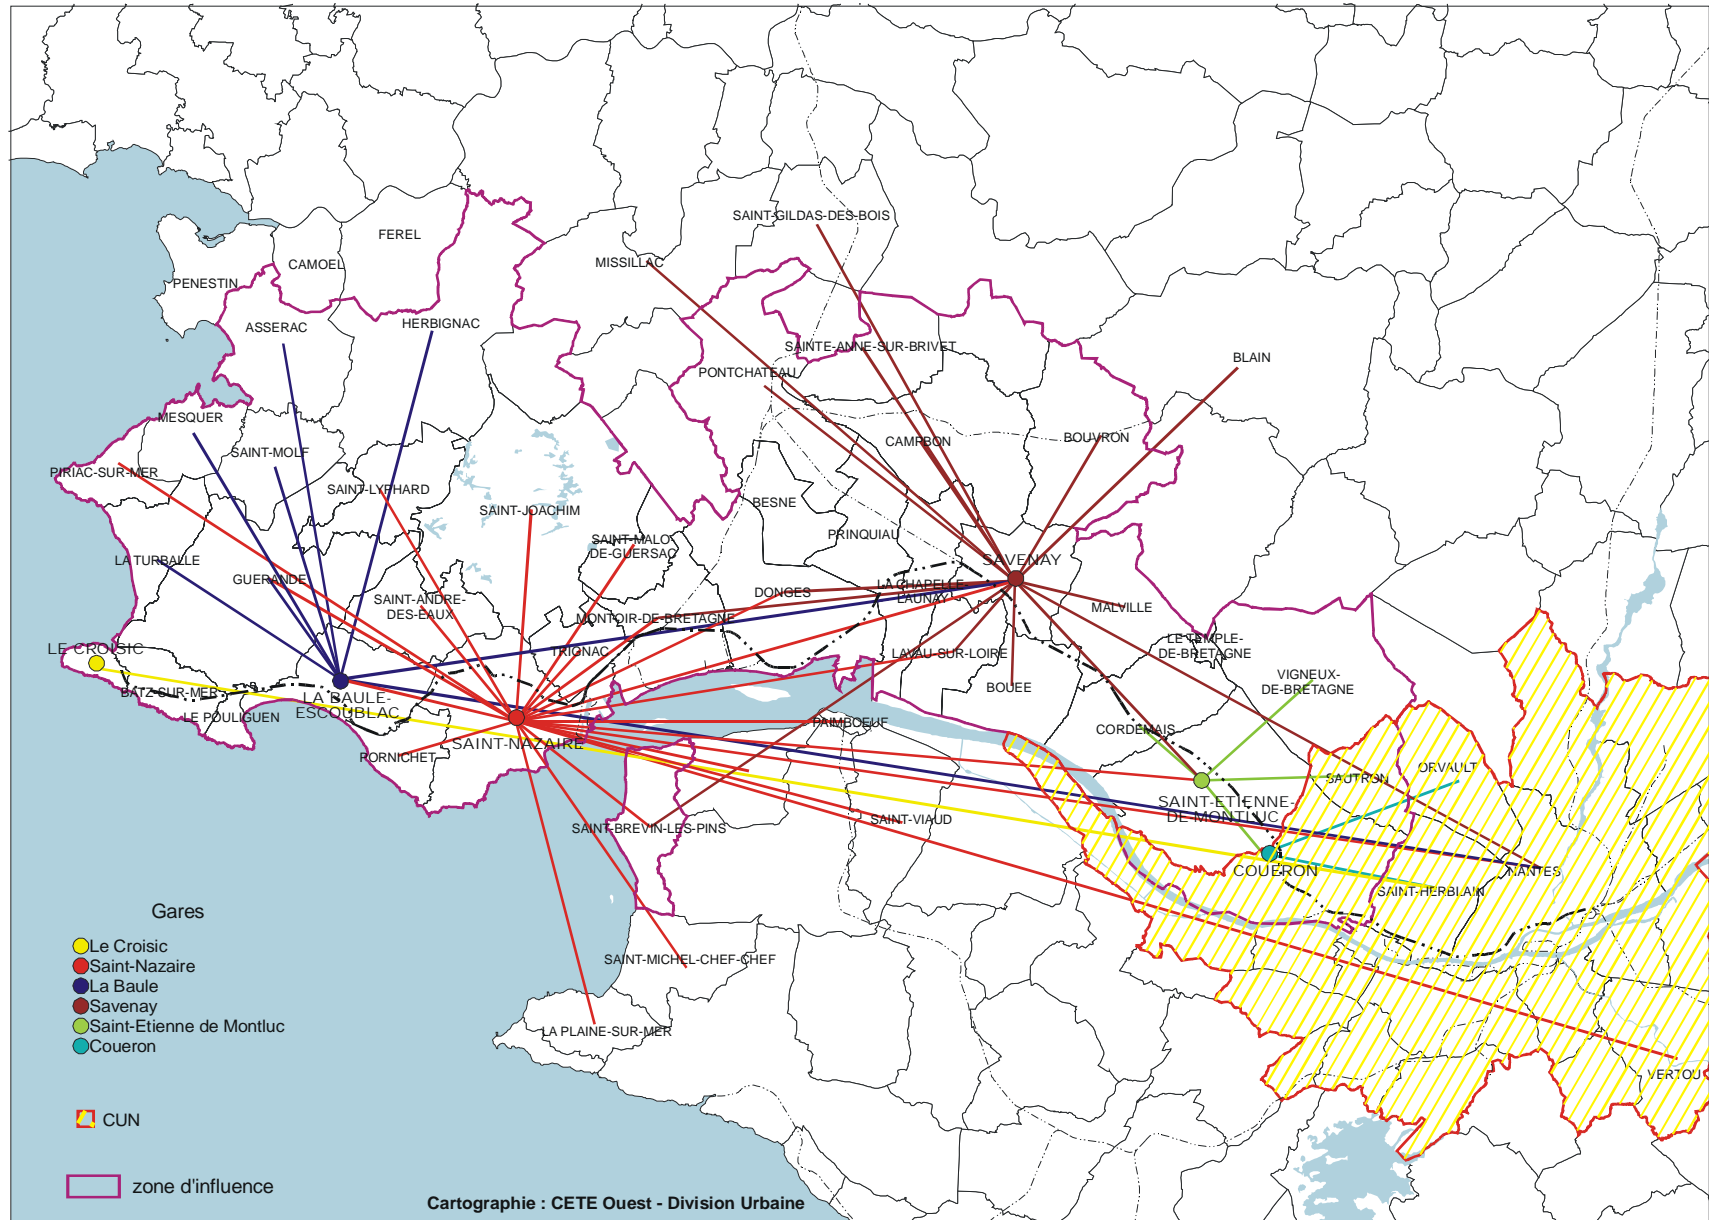 SAINT-GILDAS-DES-BOIS
FEREL
MISSILLAC
CAMOEL
PENESTIN
ASSERAC
HERBIGNAC
SAINTE-ANNE-SUR-BRIVET
BLAIN
PONTCHATEAU
MESQUER
BOUVRON
CAMRBON
SAINT-MOLF
PIRIAC-SUR-MER
SAINT-LYPHARD
BESNE
SAINT-JOACHIM
PRINQUIAU
SAINT-MALO-
DE-GUERSAC
LA TURBALLE
SAVENAY
GUERANDE
LA CHAPELLE-
LAUNAY
DONGES
SAINT-ANDRE-
DES-EAUX
MALVILLE
MONTOIR-DE-BRETAGNE
LE TEMPLE-
DE-BRETAGNE
LE CROISIC
TRIGNAC
LAVAU-SUR-LOIRE
VIGNEUX-
DE-BRETAGNE
BOUEE
BATZ-SUR-MER
LA BAULE-
ESCOUBLAC
LE POULIGUEN
PAIMBOEUF
CORDEMAIS
SAINT-NAZAIRE
PORNICHET
ORVAULT
SAUTRON
SAINT-ETIENNE-
DE-MONTLUC
SAINT-VIAUD
SAINT-BREVIN-LES-PINS
COUERON
NANTES
SAINT-HERBLAIN
SAINT-MICHEL-CHEF-CHEF
LA PLAINE-SUR-MER
VERTOU
Gares
Le Croisic
Saint-Nazaire
La Baule
Savenay
Saint-Etienne de Montluc
Coueron
CUN
zone d'influence
Cartographie : CETE Ouest - Division Urbaine